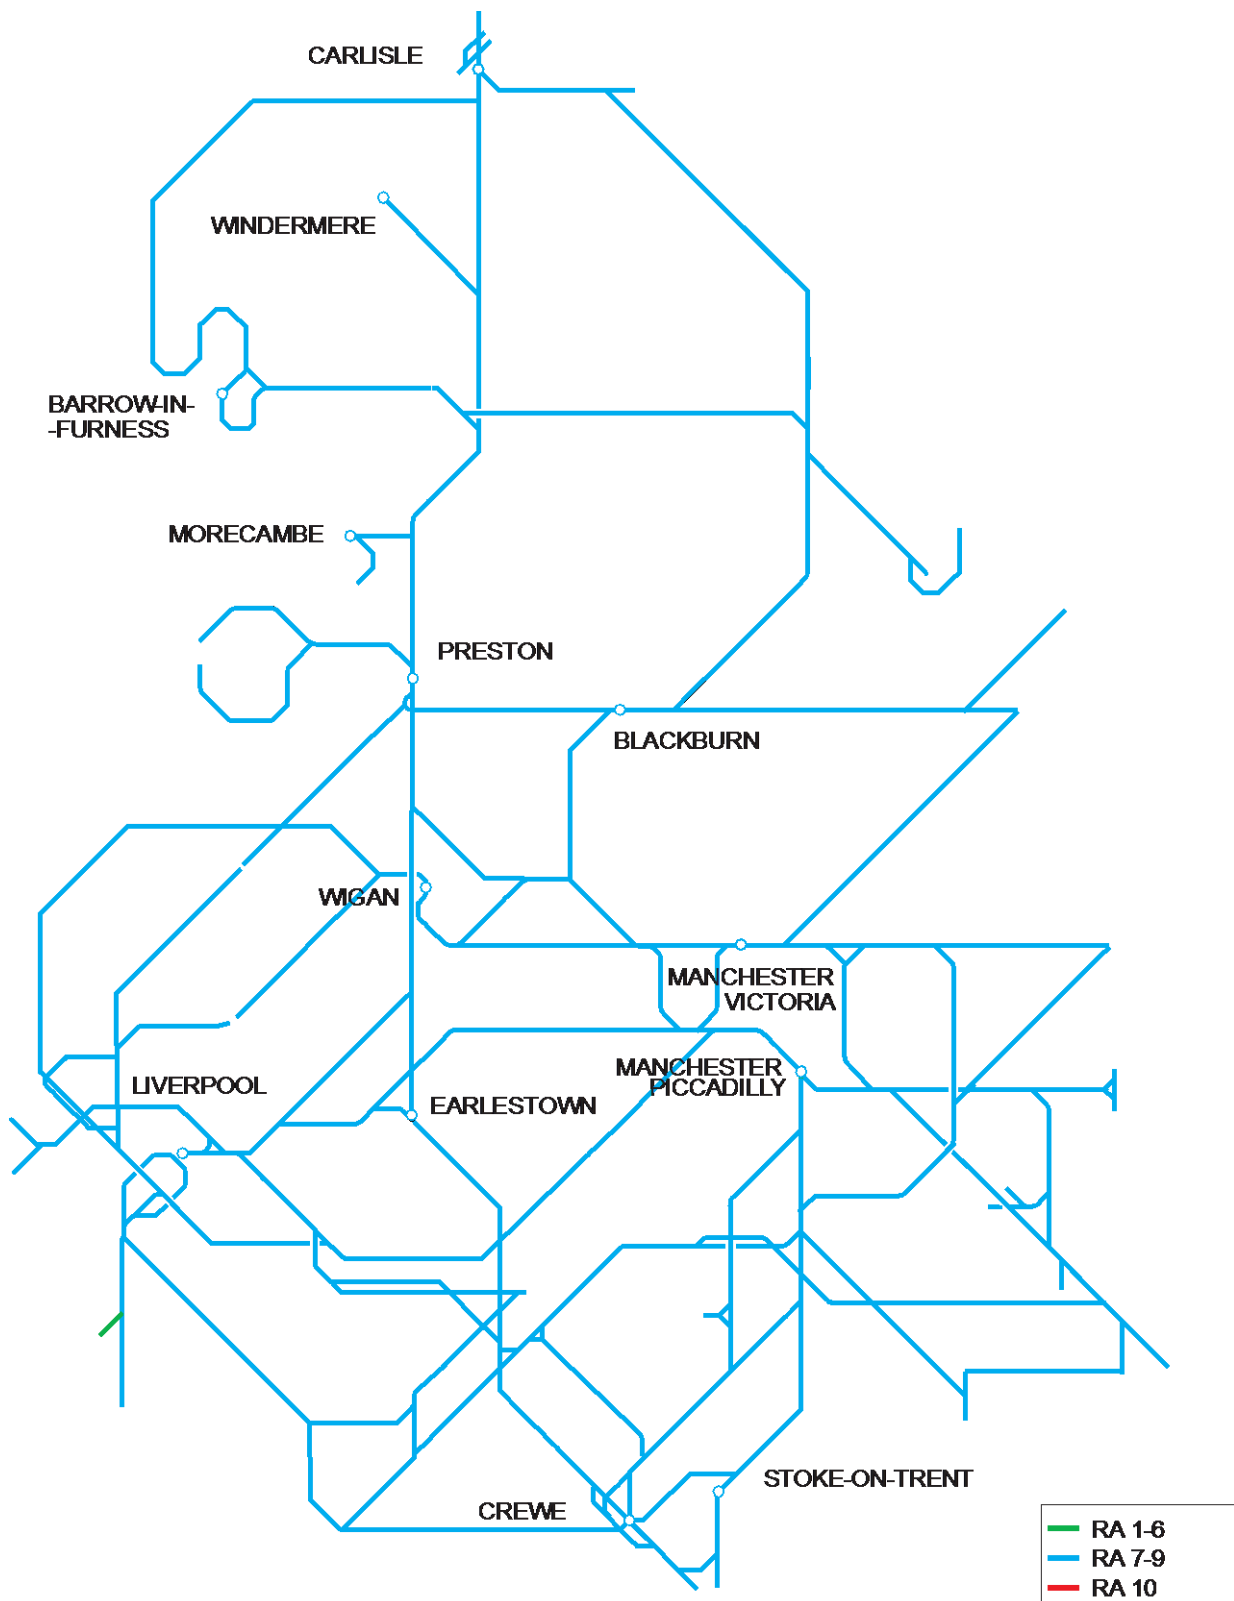 CARLISLE
WINDERMERE
BARROW-IN-
-FURNESS
MORECAMBE
PRESTON
BLACKBURN
WIGAN
MANCHESTER
VICTORIA
MANCHESTER
PICCADILLY
LIVERPOOL
EARLESTOWN
STOKE-ON-TRENT
CREWE
RA 1-6
RA 7-9
RA 10